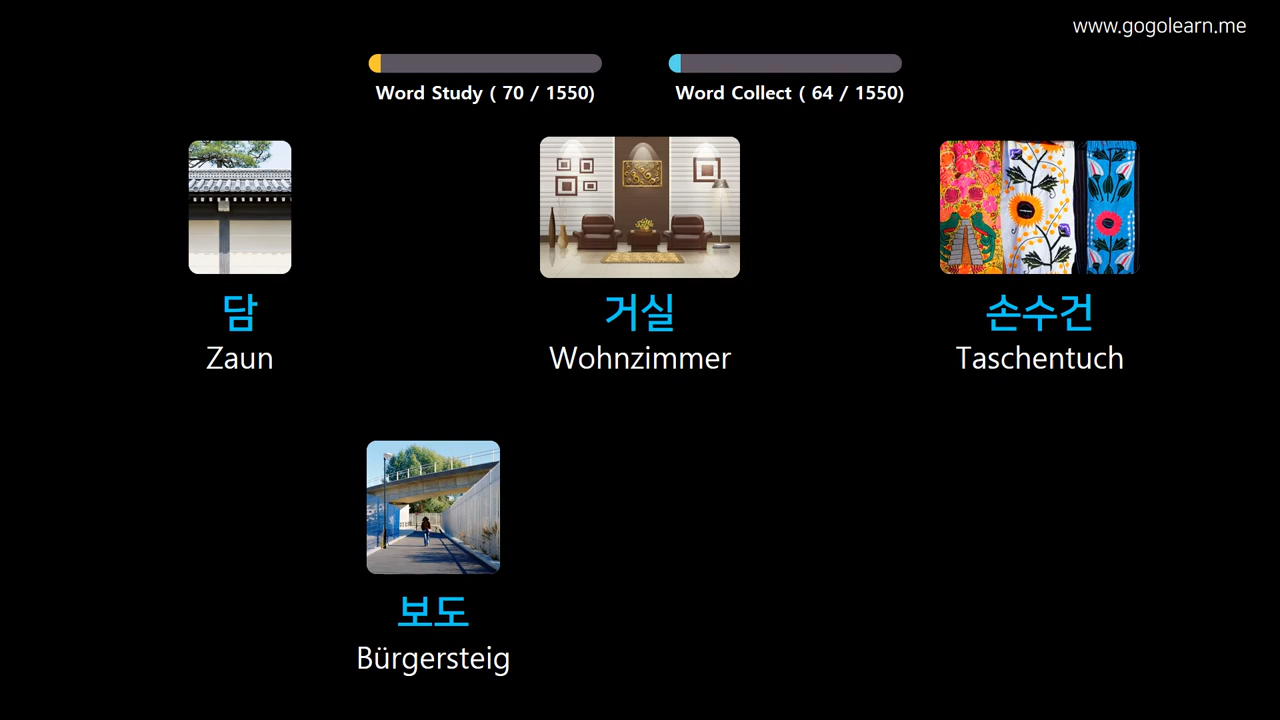 www.gogolearn.me
Word Study ( 70 / 1550)
Word Collect ( 64 / 1550)
담
Zaun
거실
Wohnzimmer
손수건
Taschentuch
보도
Bürgersteig